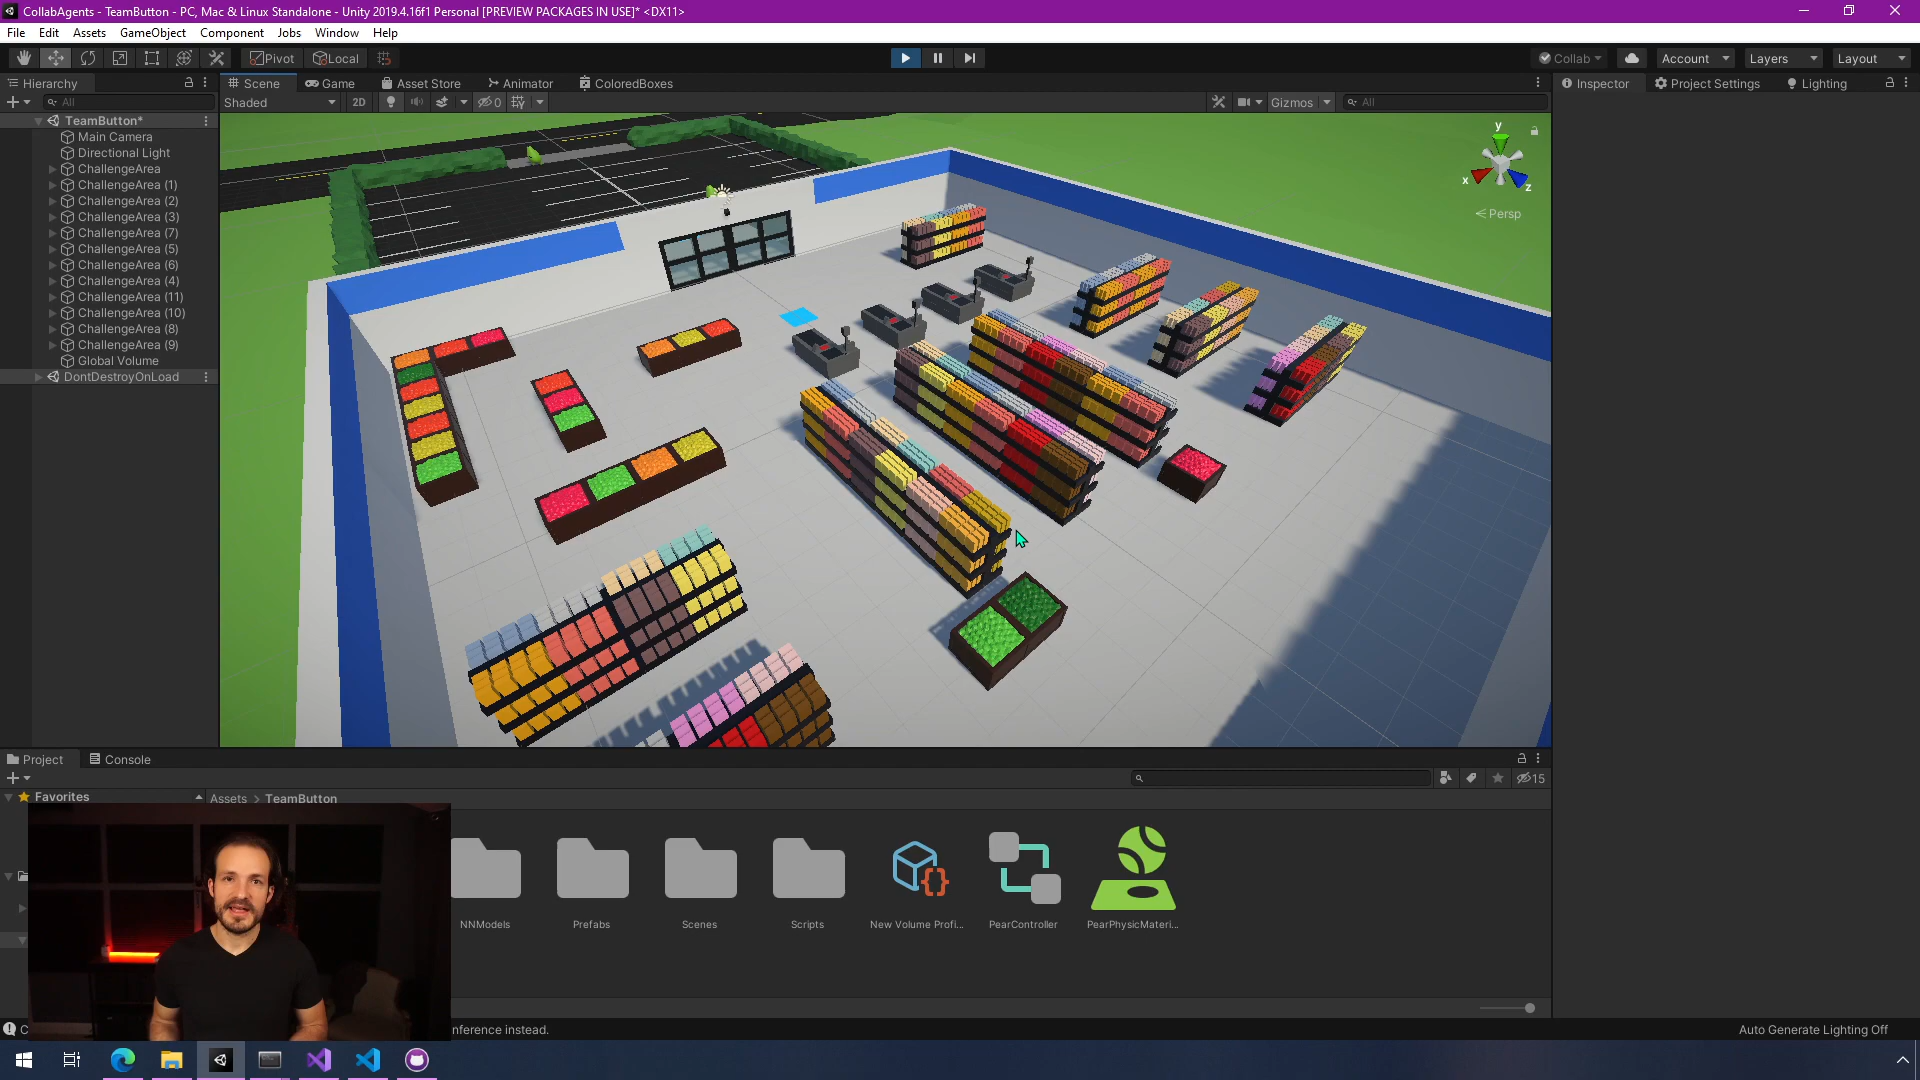 CollabAgents - TeamButton - PC, Mac & Linux Standalone - Unity 2019.4.16f1 Personal [PREVIEW PACKAGES IN USE]* <DX11>
File Edit Assets GameObject Component Jobs Window Help
Pivot Local Collab Account Layers Layout
Hierarchy Scene Game Asset Store Animator ColoredBoxes Inspector Project Settings Lighting
All Shaded 2D 0 Gizmos All
TeamButton*
Main Camera
Directional Light
ChallengeArea
ChallengeArea (1)
ChallengeArea (2)
ChallengeArea (3)
ChallengeArea (7)
ChallengeArea (5)
ChallengeArea (6)
ChallengeArea (4)
ChallengeArea (11)
ChallengeArea (10)
ChallengeArea (8)
ChallengeArea (9)
Global Volume
DontDestroyOnLoad
y
x
z
Persp
Project Console
15
Favorites
Assets > TeamButton
NNModels Prefabs Scenes Scripts New Volume Profi... PearController PearPhysicMateri...
C
nference instead.
Auto Generate Lighting Off